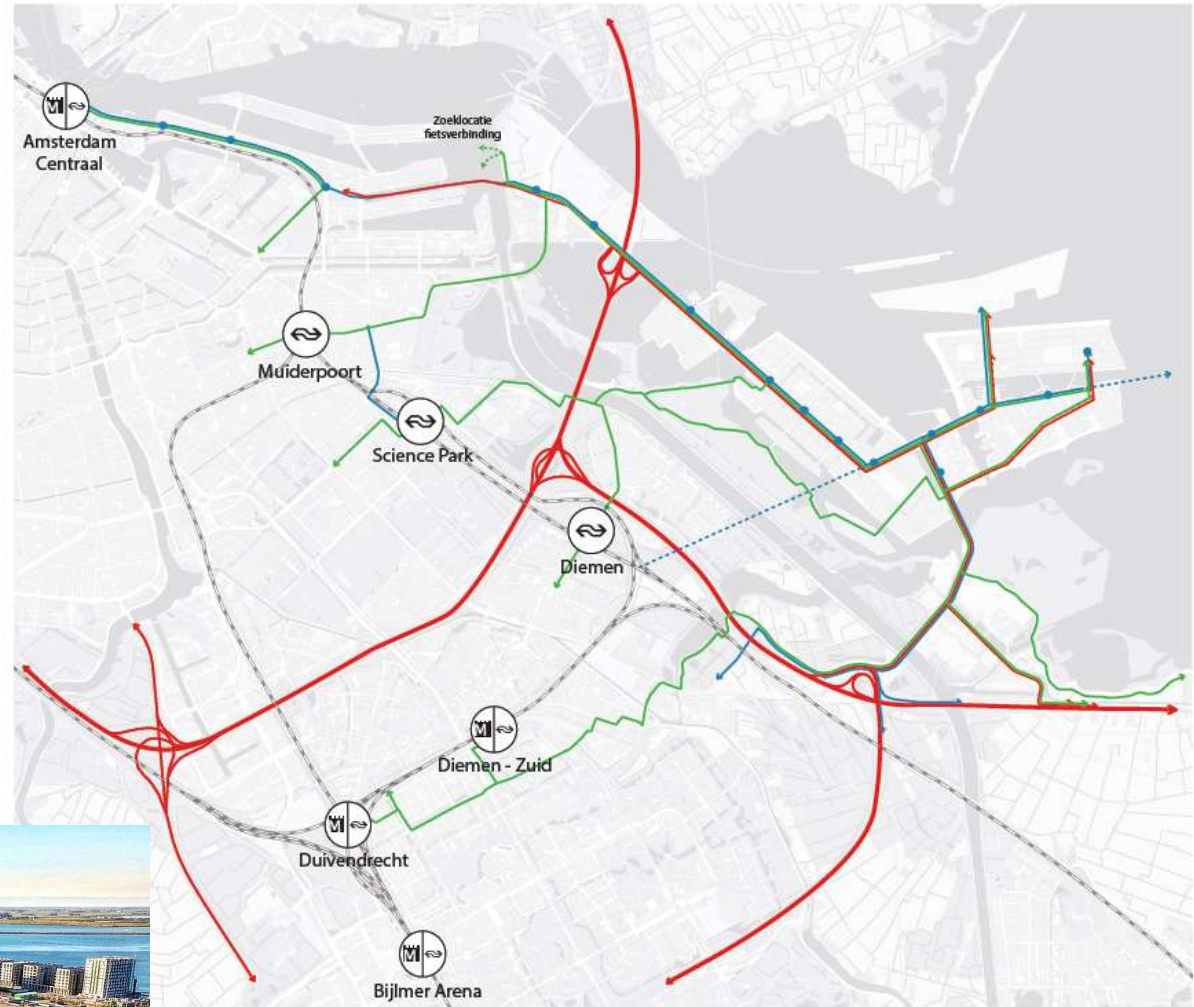 Zoeklocatie
fietsverbinding
Amsterdam
Centraal
Muiderpoort
Science Park
Diemen
Diemen - Zuid
Duivendrecht
Bijlmer Arena